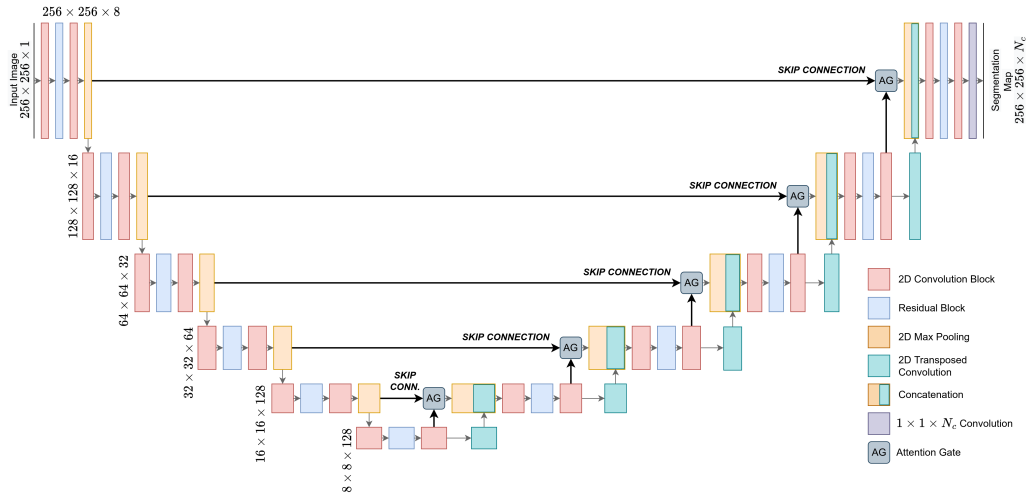 256 × 256 × 8
Input Image
256 × 256 × 1
SKIP CONNECTION
AG
Segmentation
Map
256 × 256 × N_c
128 × 128 × 16
SKIP CONNECTION
AG
64 × 64 × 32
SKIP CONNECTION
AG
32 × 32 × 64
SKIP CONNECTION
AG
16 × 16 × 128
SKIP
CONN.
AG
8 × 8 × 128
2D Convolution Block
Residual Block
2D Max Pooling
2D Transposed
Convolution
Concatenation
1 × 1 × N_c Convolution
AG
Attention Gate